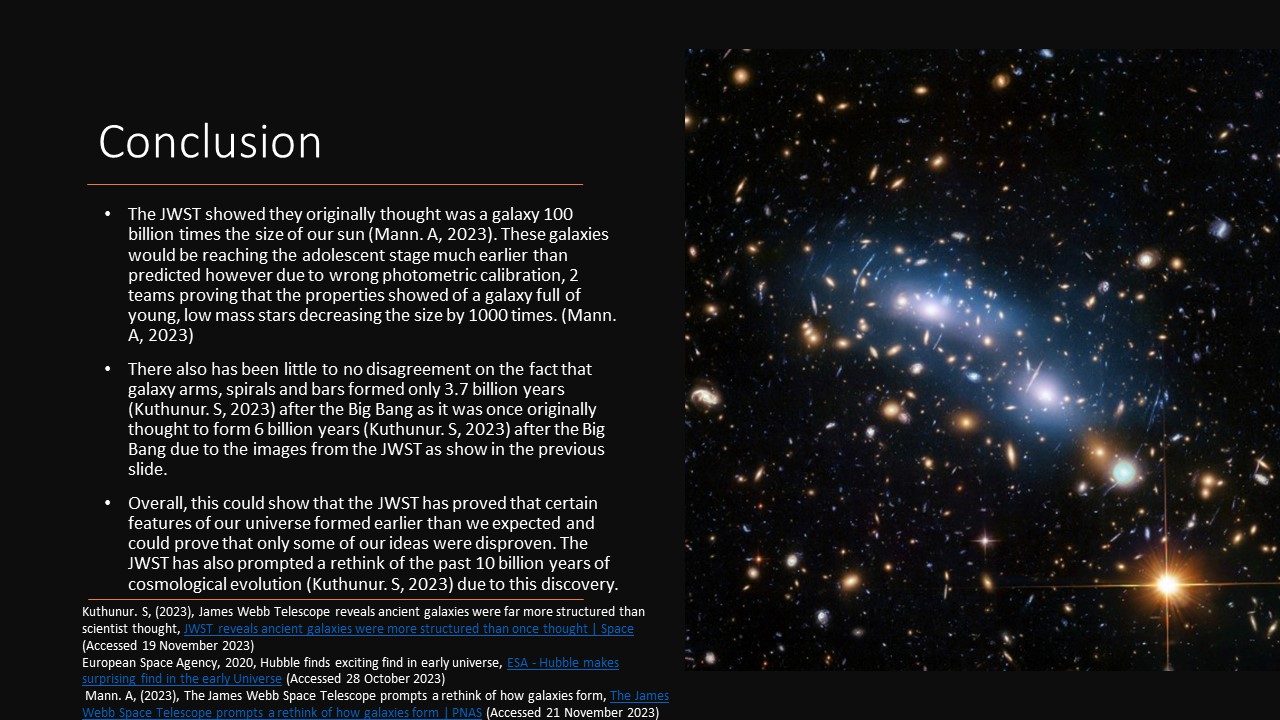 Conclusion
• The JWST showed they originally thought was a galaxy 100
billion times the size of our sun (Mann. A, 2023). These galaxies
would be reaching the adolescent stage much earlier than
predicted however due to wrong photometric calibration, 2
teams proving that the properties showed of a galaxy full of
young, low mass stars decreasing the size by 1000 times. (Mann.
A, 2023)
• There also has been little to no disagreement on the fact that
galaxy arms, spirals and bars formed only 3.7 billion years
(Kuthunur. S, 2023) after the Big Bang as it was once originally
thought to form 6 billion years (Kuthunur. S, 2023) after the Big
Bang due to the images from the JWST as show in the previous
slide.
• Overall, this could show that the JWST has proved that certain
features of our universe formed earlier than we expected and
could prove that only some of our ideas were disproven. The
JWST has also prompted a rethink of the past 10 billion years of
cosmological evolution (Kuthunur. S, 2023) due to this discovery.
Kuthunur. S, (2023), James Webb Telescope reveals ancient galaxies were far more structured than
scientist thought, JWST reveals ancient galaxies were more structured than once thought | Space
(Accessed 19 November 2023)
European Space Agency, 2020, Hubble finds exciting find in early universe, ESA - Hubble makes
surprising find in the early Universe (Accessed 28 October 2023)
Mann. A, (2023), The James Webb Space Telescope prompts a rethink of how galaxies form, The James
Webb Space Telescope prompts a rethink of how galaxies form | PNAS (Accessed 21 November 2023)